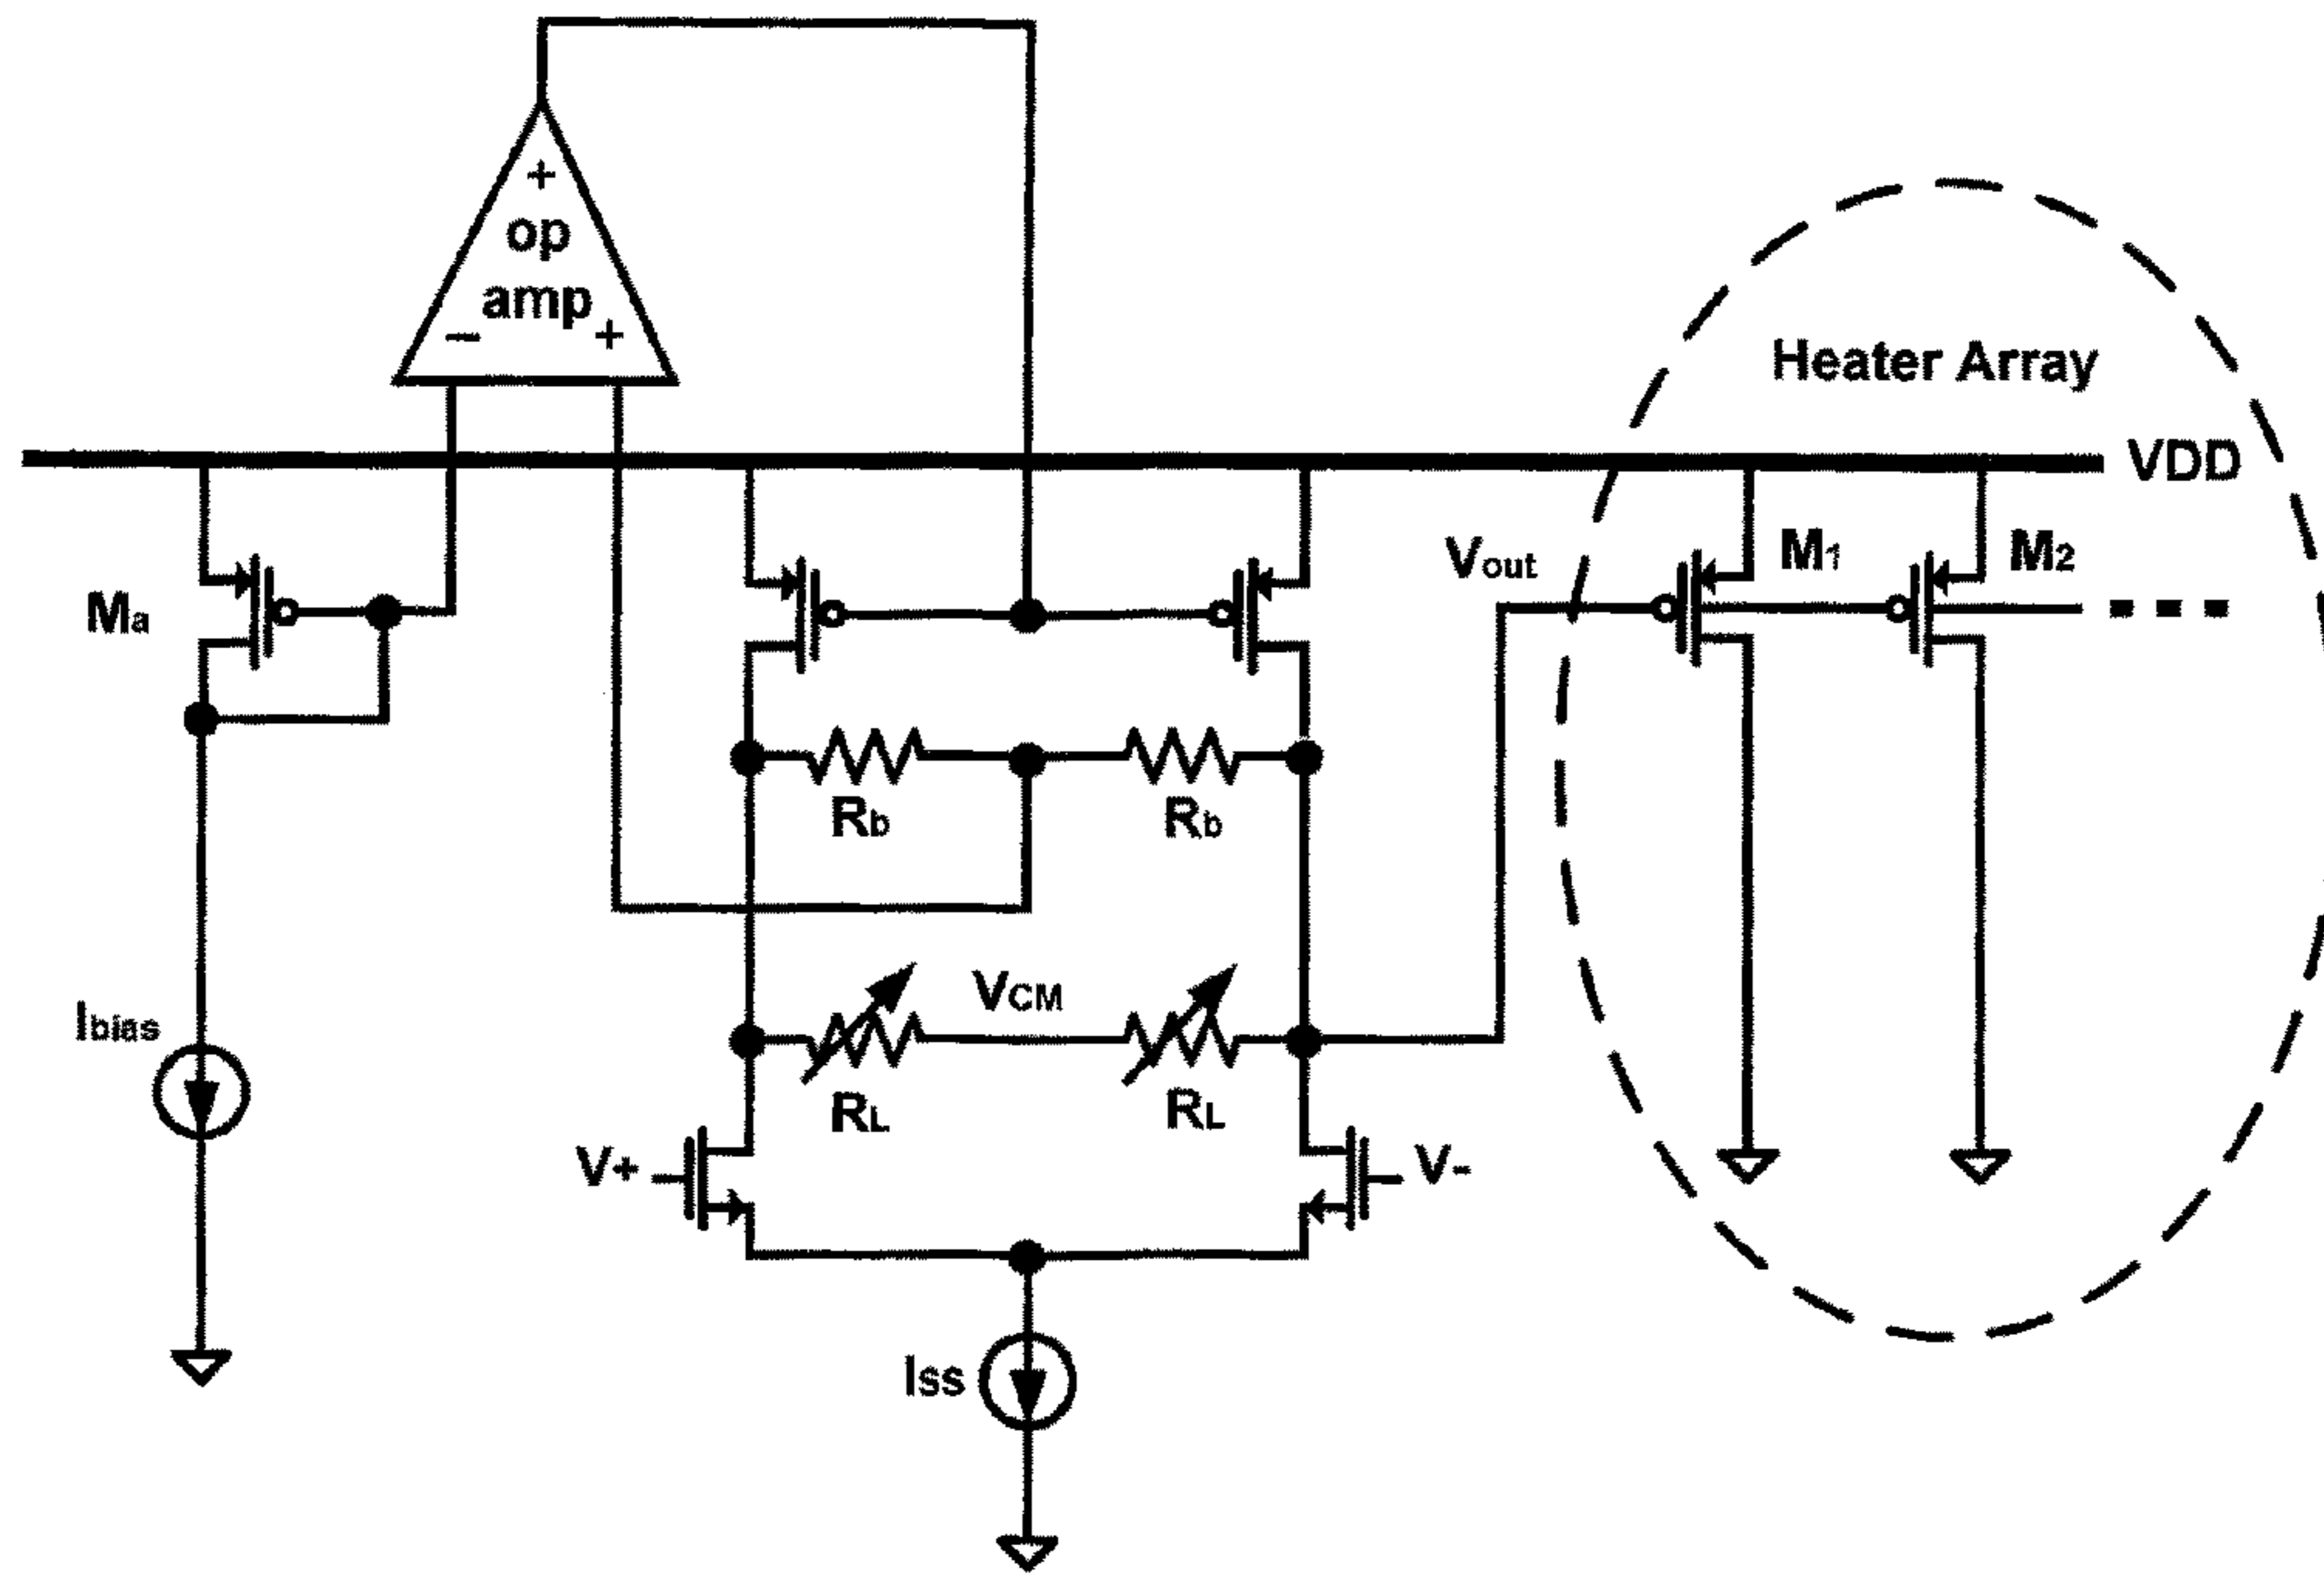 +
op
amp
− +
Heater Array
VDD
Ma
Vout
M1
M2
Rb
Rb
VCM
Ibias
RL
RL
V+
V-
Iss